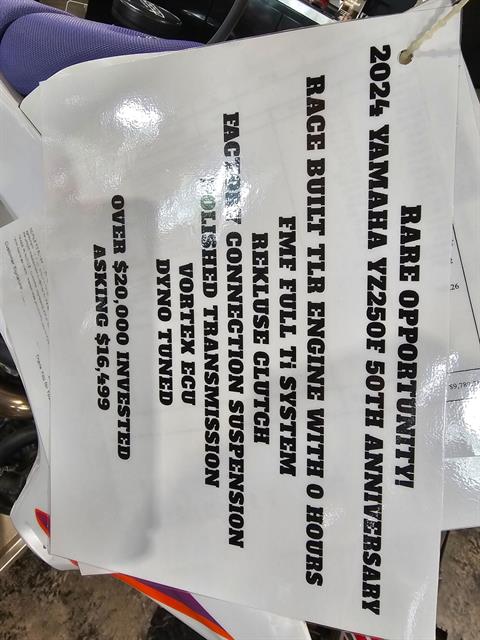 RARE OPPORTUNITY!
2024 YAMAHA YZ250F 50TH ANNIVERSARY
RACE BUILT TLR ENGINE WITH 0 HOURS
FMF FULL Ti SYSTEM
REKLUSE CLUTCH
FACTORY CONNECTION SUSPENSION
POLISHED TRANSMISSION
VORTEX ECU
DYNO TUNED
OVER $20,000 INVESTED
ASKING $16,499
26